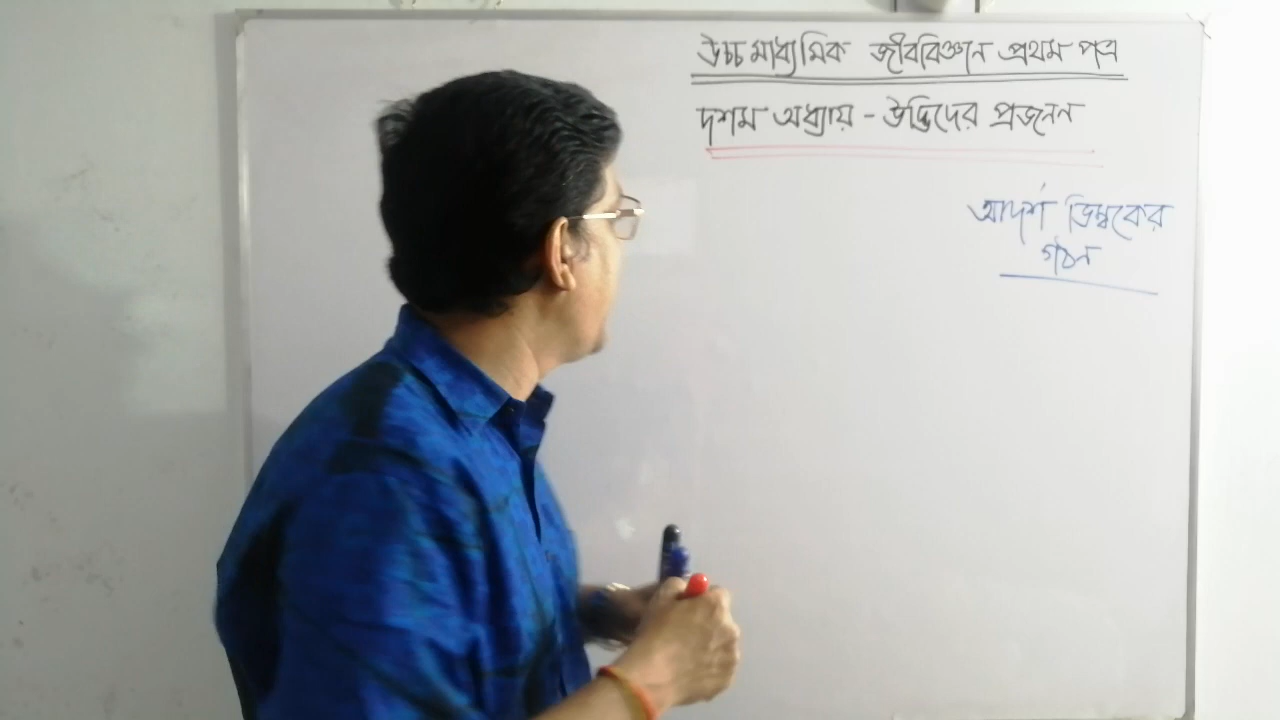 উচ্চ মাধ্যমিক জীববিজ্ঞান প্রথম পত্র
দশম অধ্যায় - উদ্ভিদের প্রজনন
আদর্শ ডিম্বকের
গঠন